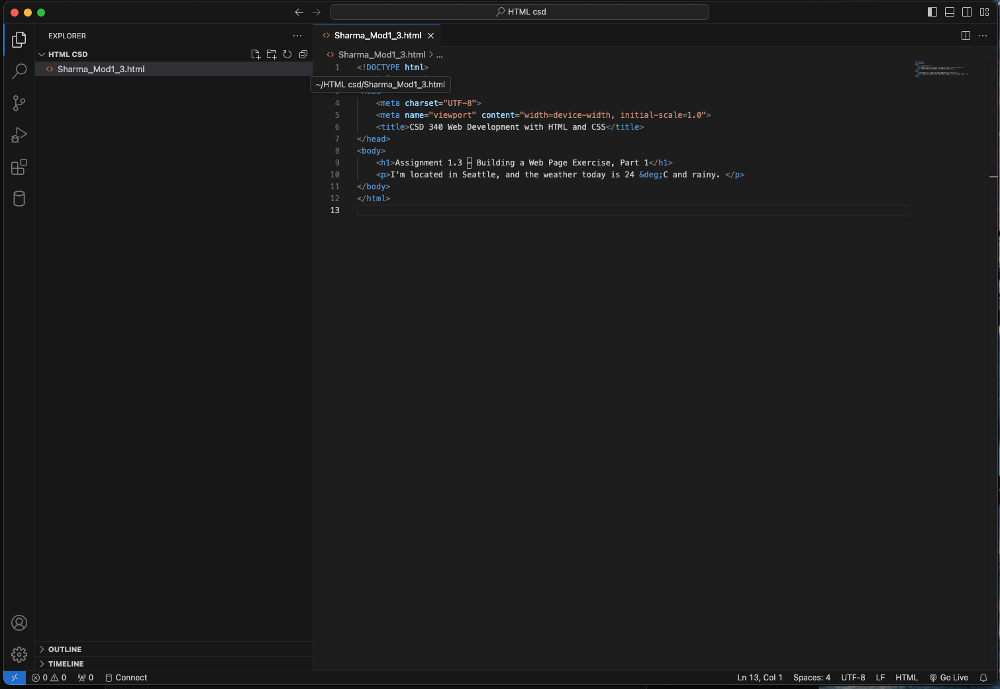 HTML csd
EXPLORER
HTML CSD
Sharma_Mod1_3.html
Sharma_Mod1_3.html
Sharma_Mod1_3.html > ...
1 <!DOCTYPE html>
~/HTML csd/Sharma_Mod1_3.html
4 <meta charset="UTF-8">
5 <meta name="viewport" content="width=device-width, initial-scale=1.0">
6 <title>CSD 340 Web Development with HTML and CSS</title>
7 </head>
8 <body>
9 <h1>Assignment 1.3 – Building a Web Page Exercise, Part 1</h1>
10 <p>I'm located in Seattle, and the weather today is 24 &deg;C and rainy. </p>
11 </body>
12 </html>
13
OUTLINE
TIMELINE
0 0 0 Connect
Ln 13, Col 1 Spaces: 4 UTF-8 LF HTML Go Live